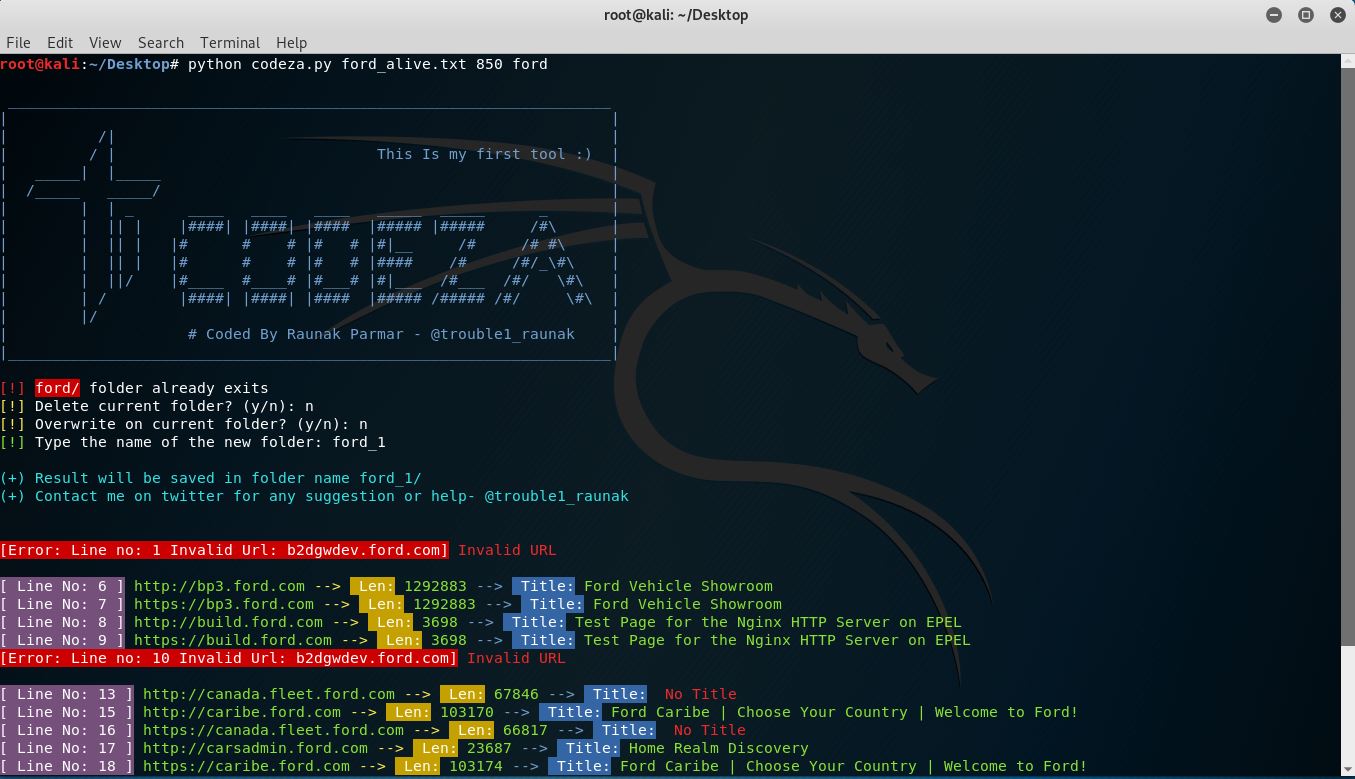 root@kali: ~/Desktop
File Edit View Search Terminal Help
root@kali:~/Desktop# python codeza.py ford_alive.txt 850 ford
This Is my first tool :)
CODEZA
# Coded By Raunak Parmar - @trouble1_raunak
[!] ford/ folder already exits
[!] Delete current folder? (y/n): n
[!] Overwrite on current folder? (y/n): n
[!] Type the name of the new folder: ford_1
(+) Result will be saved in folder name ford_1/
(+) Contact me on twitter for any suggestion or help- @trouble1_raunak
[Error: Line no: 1 Invalid Url: b2dgwdev.ford.com] Invalid URL
[ Line No: 6 ] http://bp3.ford.com --> Len: 1292883 --> Title: Ford Vehicle Showroom
[ Line No: 7 ] https://bp3.ford.com --> Len: 1292883 --> Title: Ford Vehicle Showroom
[ Line No: 8 ] http://build.ford.com --> Len: 3698 --> Title: Test Page for the Nginx HTTP Server on EPEL
[ Line No: 9 ] https://build.ford.com --> Len: 3698 --> Title: Test Page for the Nginx HTTP Server on EPEL
[Error: Line no: 10 Invalid Url: b2dgwdev.ford.com] Invalid URL
[ Line No: 13 ] http://canada.fleet.ford.com --> Len: 67846 --> Title: No Title
[ Line No: 15 ] http://caribe.ford.com --> Len: 103170 --> Title: Ford Caribe | Choose Your Country | Welcome to Ford!
[ Line No: 16 ] https://canada.fleet.ford.com --> Len: 66817 --> Title: No Title
[ Line No: 17 ] http://carsadmin.ford.com --> Len: 23687 --> Title: Home Realm Discovery
[ Line No: 18 ] https://caribe.ford.com --> Len: 103174 --> Title: Ford Caribe | Choose Your Country | Welcome to Ford!